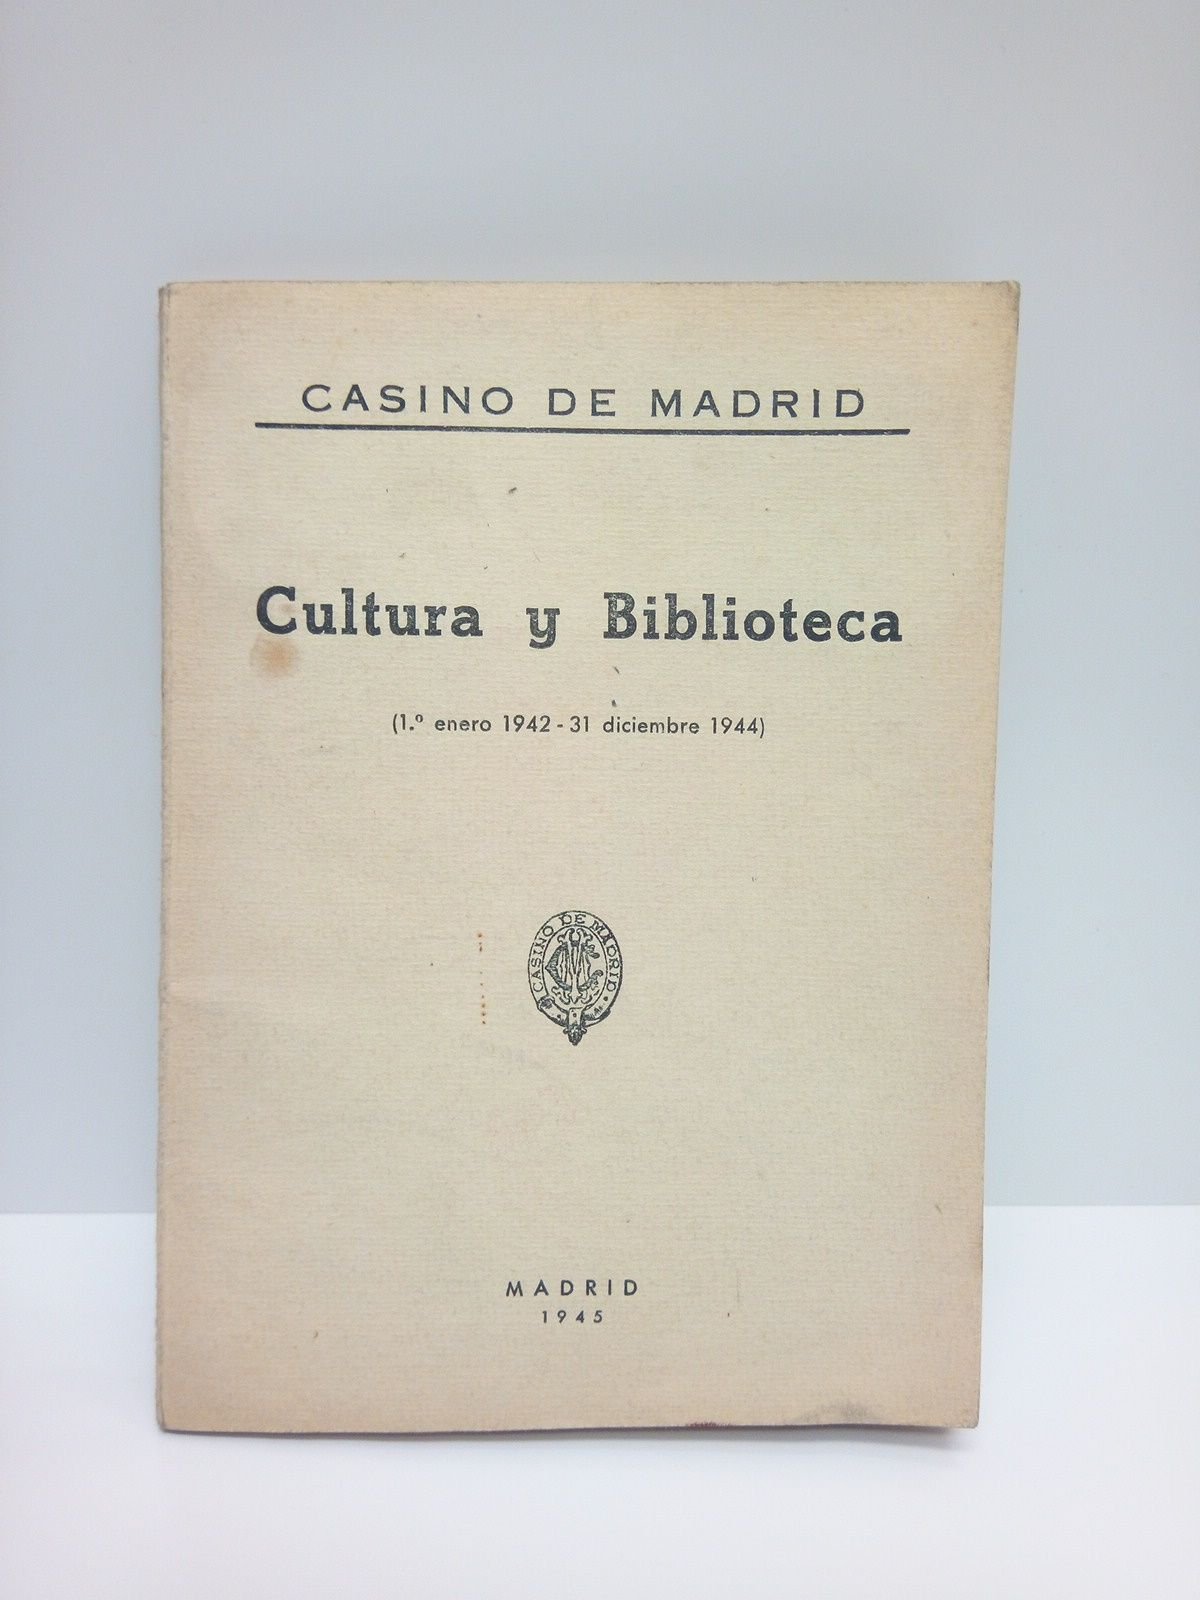 CASINO DE MADRID
Cultura y Biblioteca
(1.º enero 1942 - 31 diciembre 1944)
CASINO DE MADRID
MADRID
1945